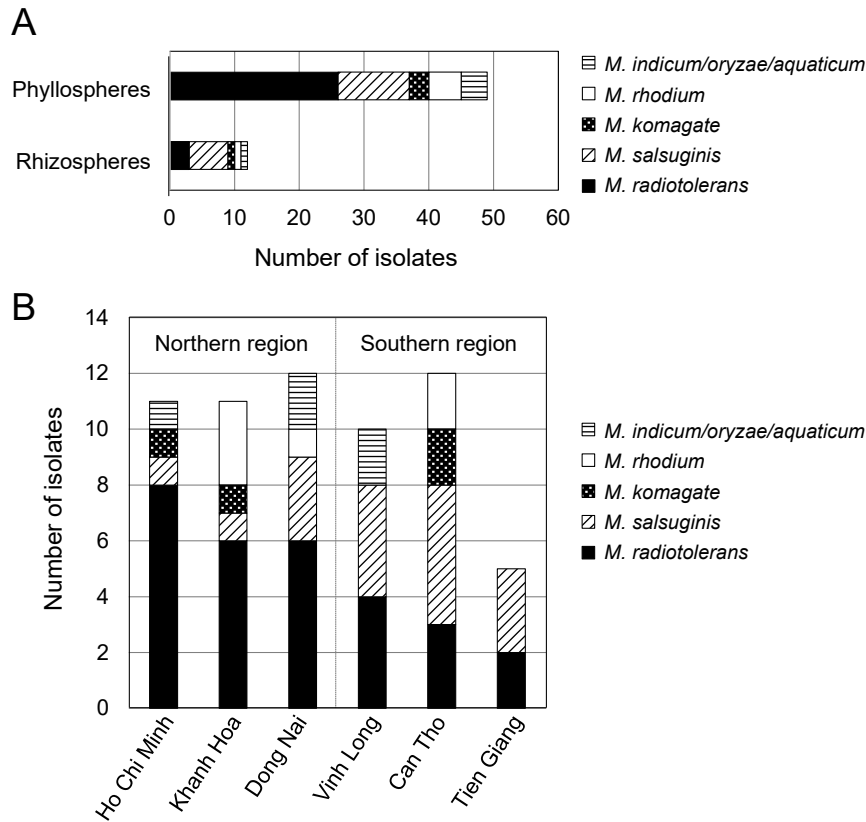 A
Phyllospheres
Rhizospheres
0 10 20 30 40 50 60
Number of isolates
M. indicum/oryzae/aquaticum
M. rhodium
M. komagate
M. salsuginis
M. radiotolerans
B
Number of isolates
14
12
10
8
6
4
2
0
Northern region Southern region
Ho Chi Minh
Khanh Hoa
Dong Nai
Vinh Long
Can Tho
Tien Giang
M. indicum/oryzae/aquaticum
M. rhodium
M. komagate
M. salsuginis
M. radiotolerans